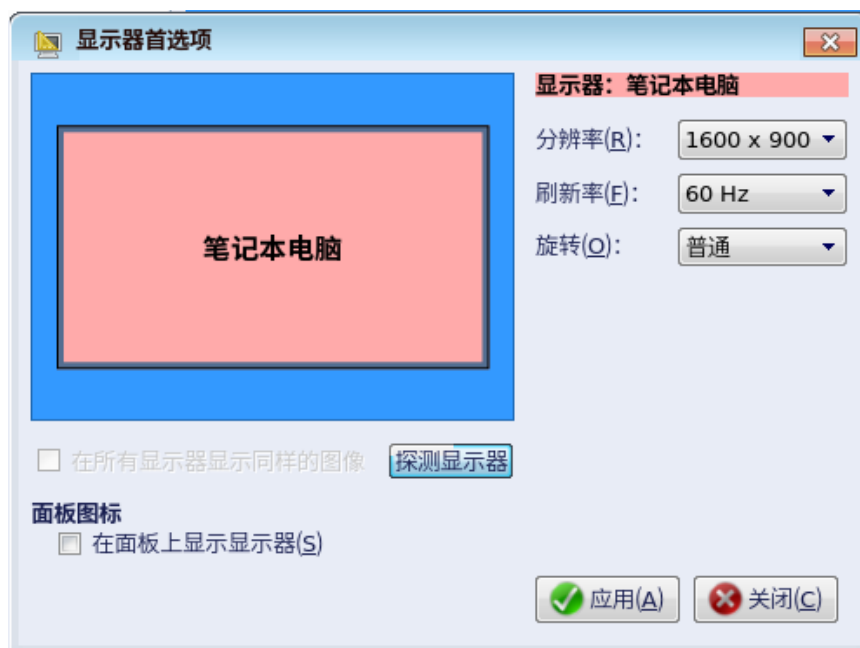 显示器首选项
显示器：笔记本电脑
分辨率(R)：
1600 x 900
刷新率(F)：
60 Hz
旋转(O)：
普通
笔记本电脑
在所有显示器显示同样的图像
探测显示器
面板图标
在面板上显示显示器(S)
应用(A)
关闭(C)